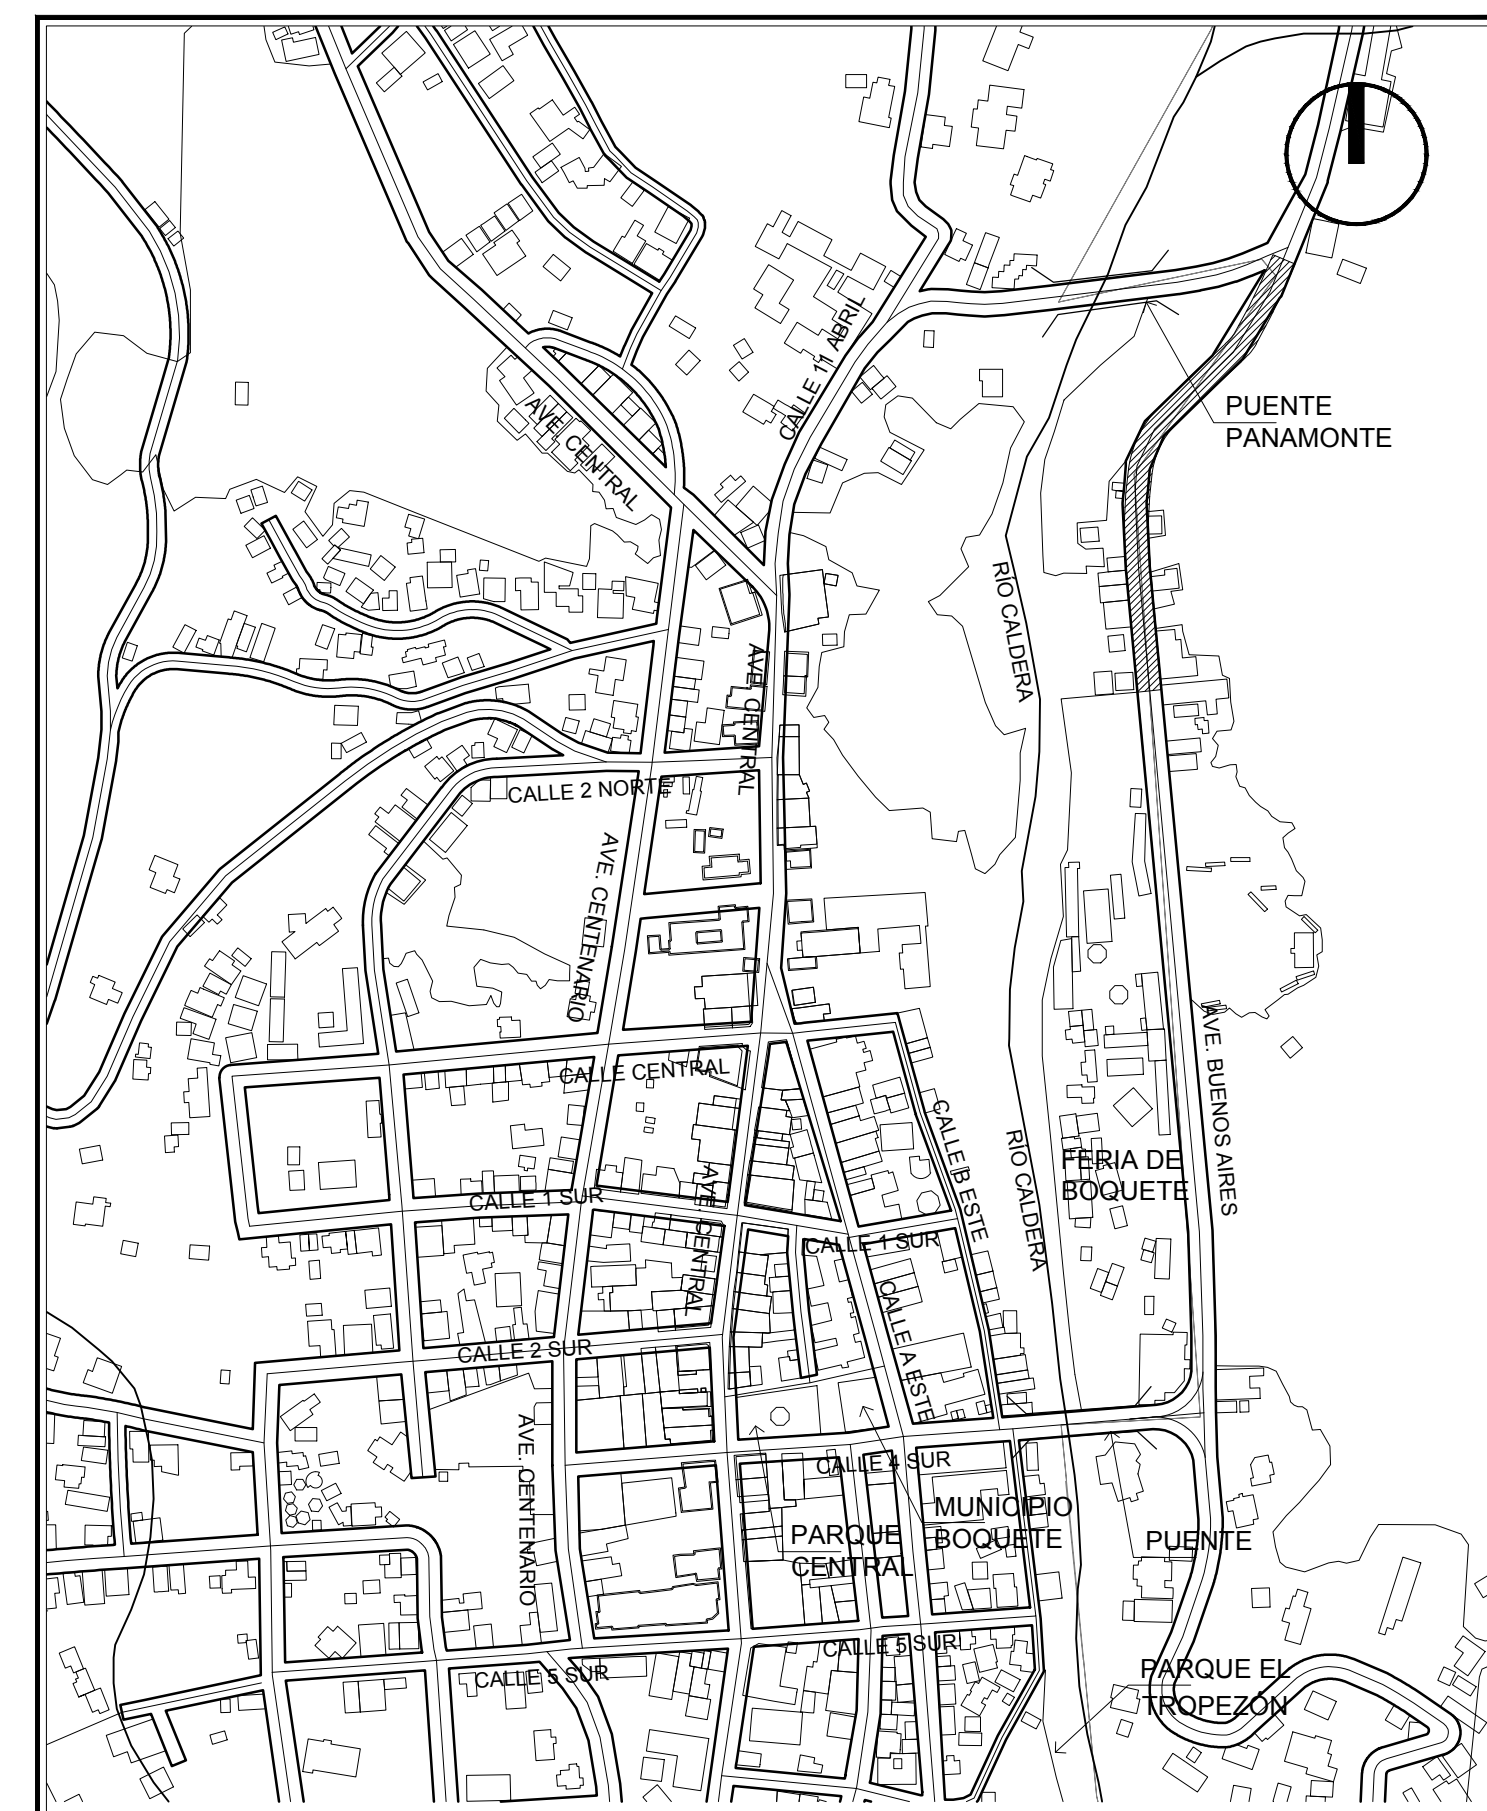 CALLE 11 ABRIL
PUENTE
PANAMONTE
AVE. CENTRAL
RÍO CALDERA
AVE. CENTRAL
CALLE 2 NORTE
AVE. CENTENARIO
AVE. BUENOS AIRES
CALLE CENTRAL
CALLE B ESTE
RÍO CALDERA
FERIA DE
BOQUETE
AVE. CENTRAL
CALLE 1 SUR
CALLE 1 SUR
CALLE A ESTE
CALLE 2 SUR
AVE. CENTENARIO
CALLE 4 SUR
MUNICIPIO
BOQUETE
PARQUE
CENTRAL
PUENTE
CALLE 5 SUR
CALLE 5 SUR
PARQUE EL
TROPEZÓN